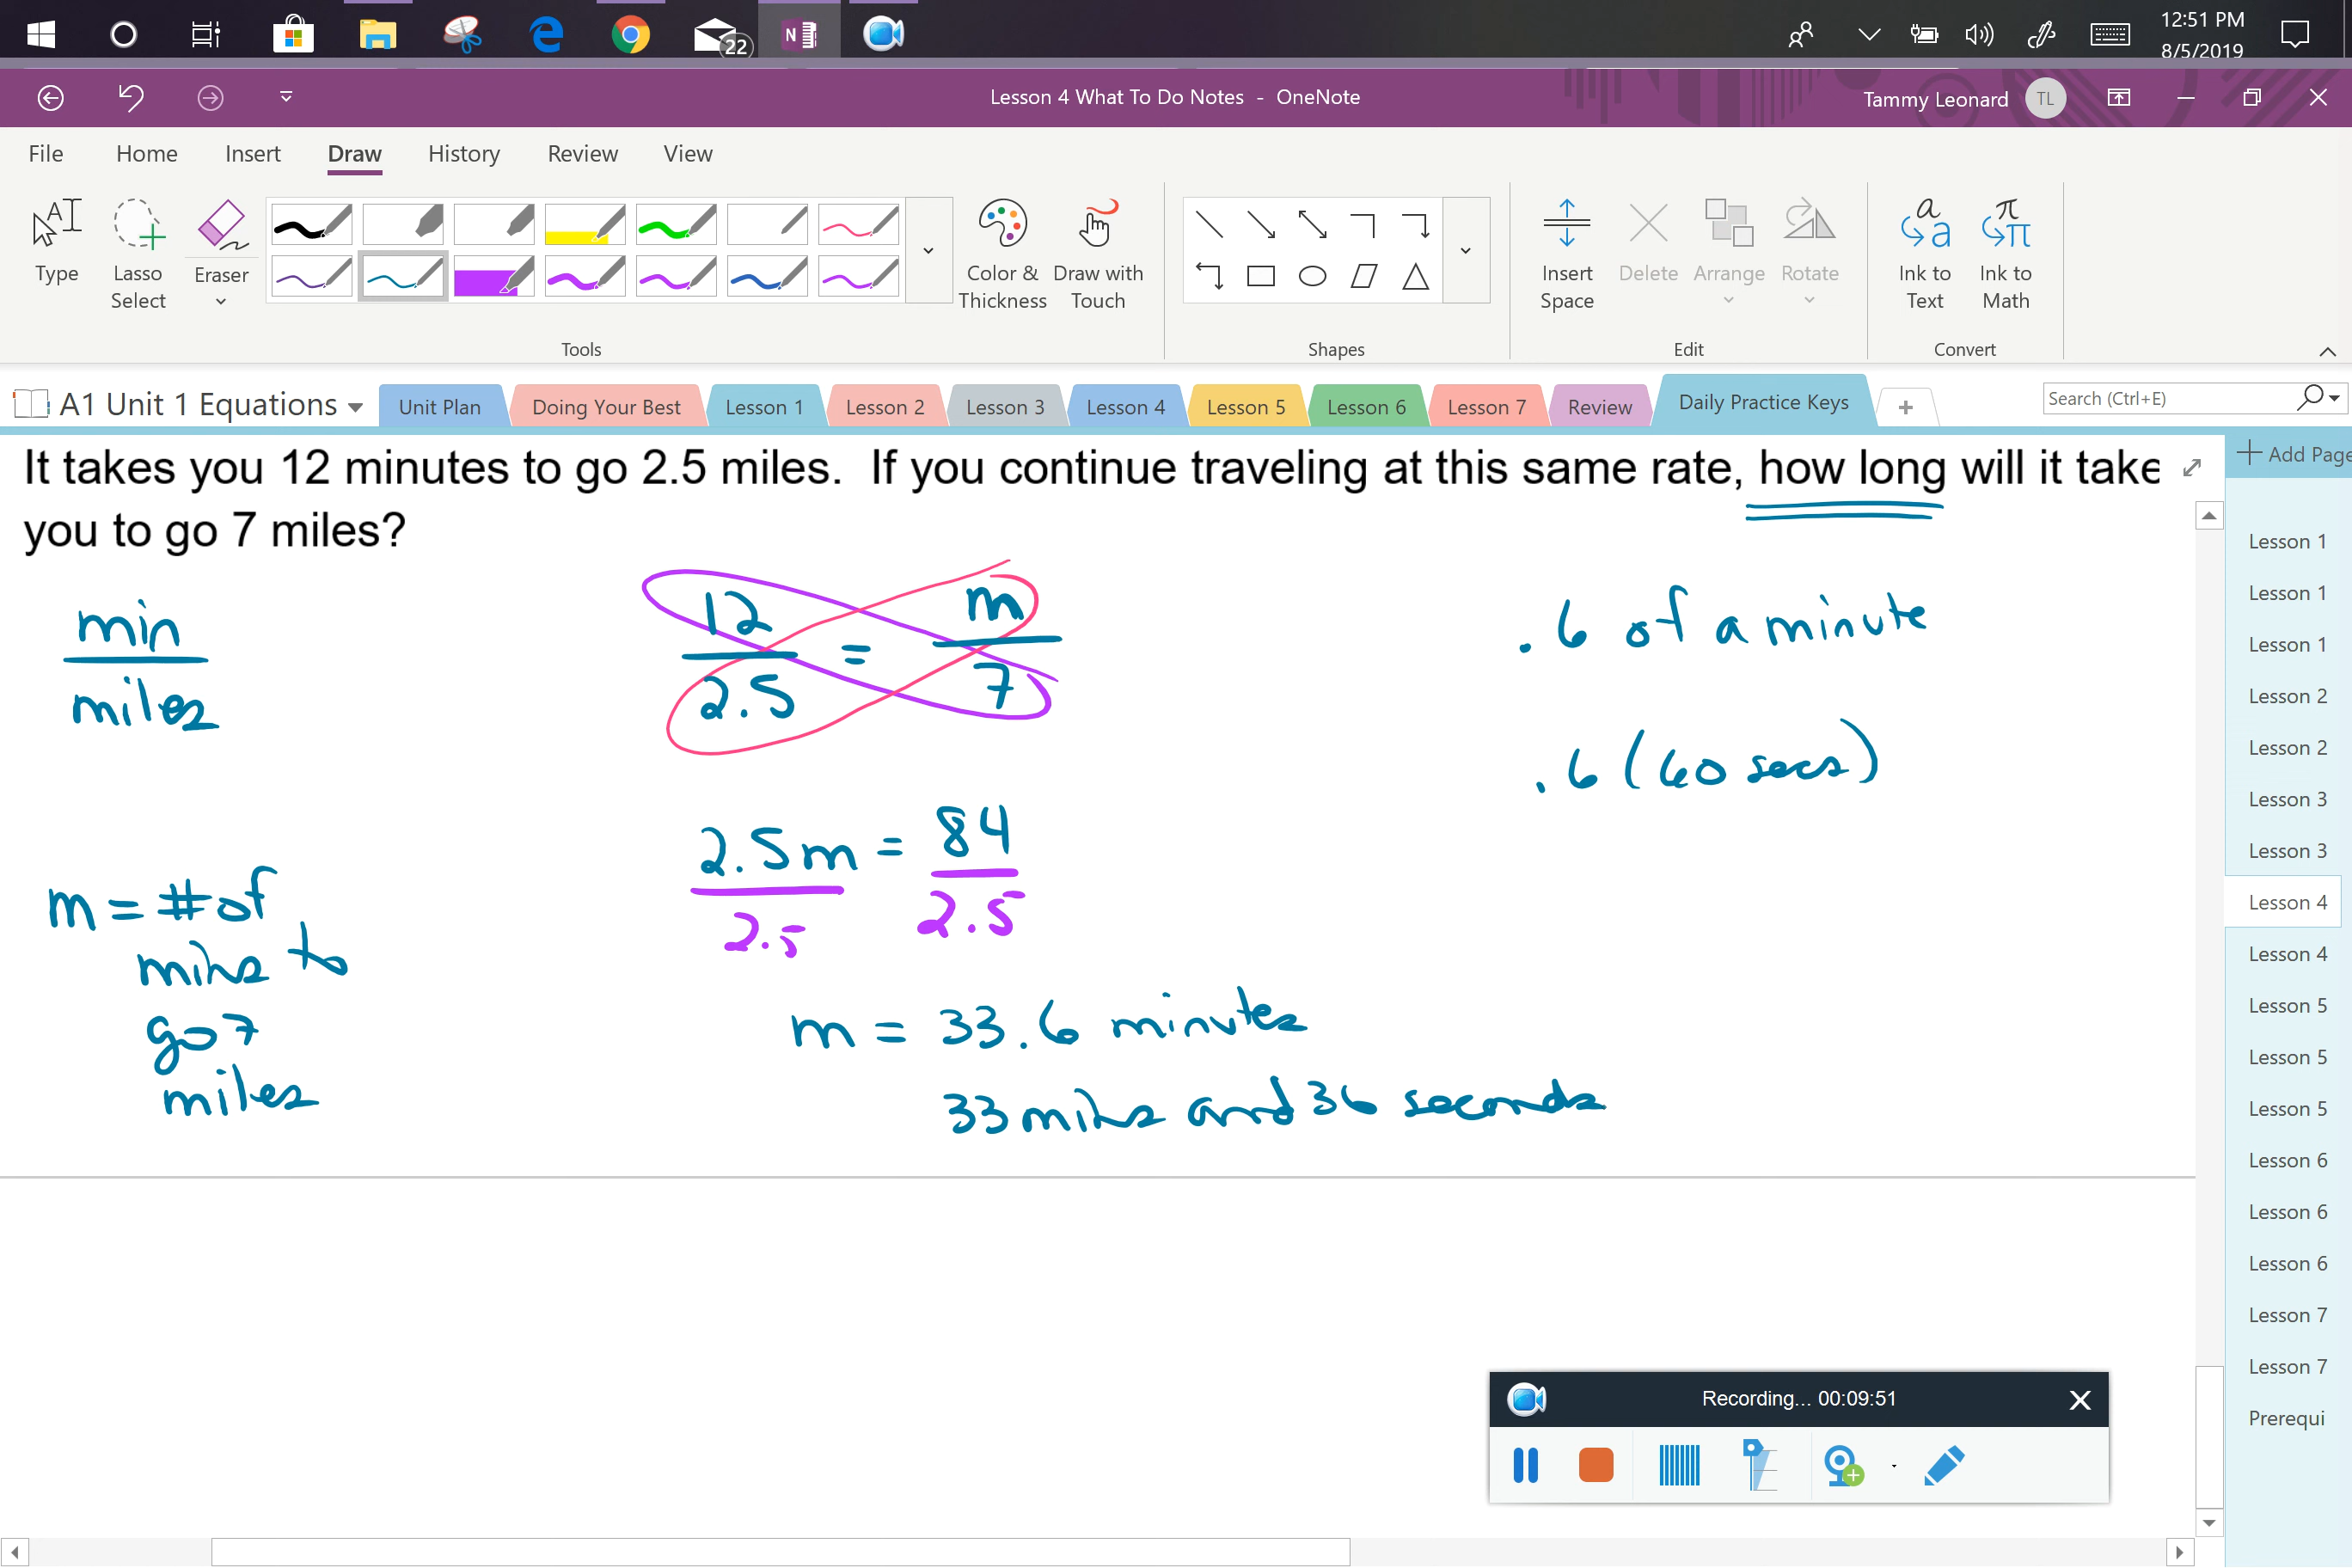 22
N
12:51 PM
8/5/2019
Lesson 4 What To Do Notes - OneNote
Tammy Leonard
TL
File Home Insert Draw History Review View
Type
Lasso Select
Eraser
Color & Thickness
Draw with Touch
Insert Space
Delete
Arrange
Rotate
Ink to Text
Ink to Math
Tools
Shapes
Edit
Convert
A1 Unit 1 Equations
Unit Plan
Doing Your Best
Lesson 1
Lesson 2
Lesson 3
Lesson 4
Lesson 5
Lesson 6
Lesson 7
Review
Daily Practice Keys
+
Search (Ctrl+E)
It takes you 12 minutes to go 2.5 miles. If you continue traveling at this same rate, how long will it take
you to go 7 miles?
min
miles
12 = m
2.5 7
.6 of a minute
.6 (60 secs)
2.5m = 84
2.5 2.5
m = # of
mins to
go 7
miles
m = 33.6 minutes
33 mins and 36 seconds
Add Page
Lesson 1
Lesson 1
Lesson 1
Lesson 2
Lesson 2
Lesson 3
Lesson 3
Lesson 4
Lesson 4
Lesson 5
Lesson 5
Lesson 5
Lesson 6
Lesson 6
Lesson 6
Lesson 7
Lesson 7
Prerequi
Recording... 00:09:51